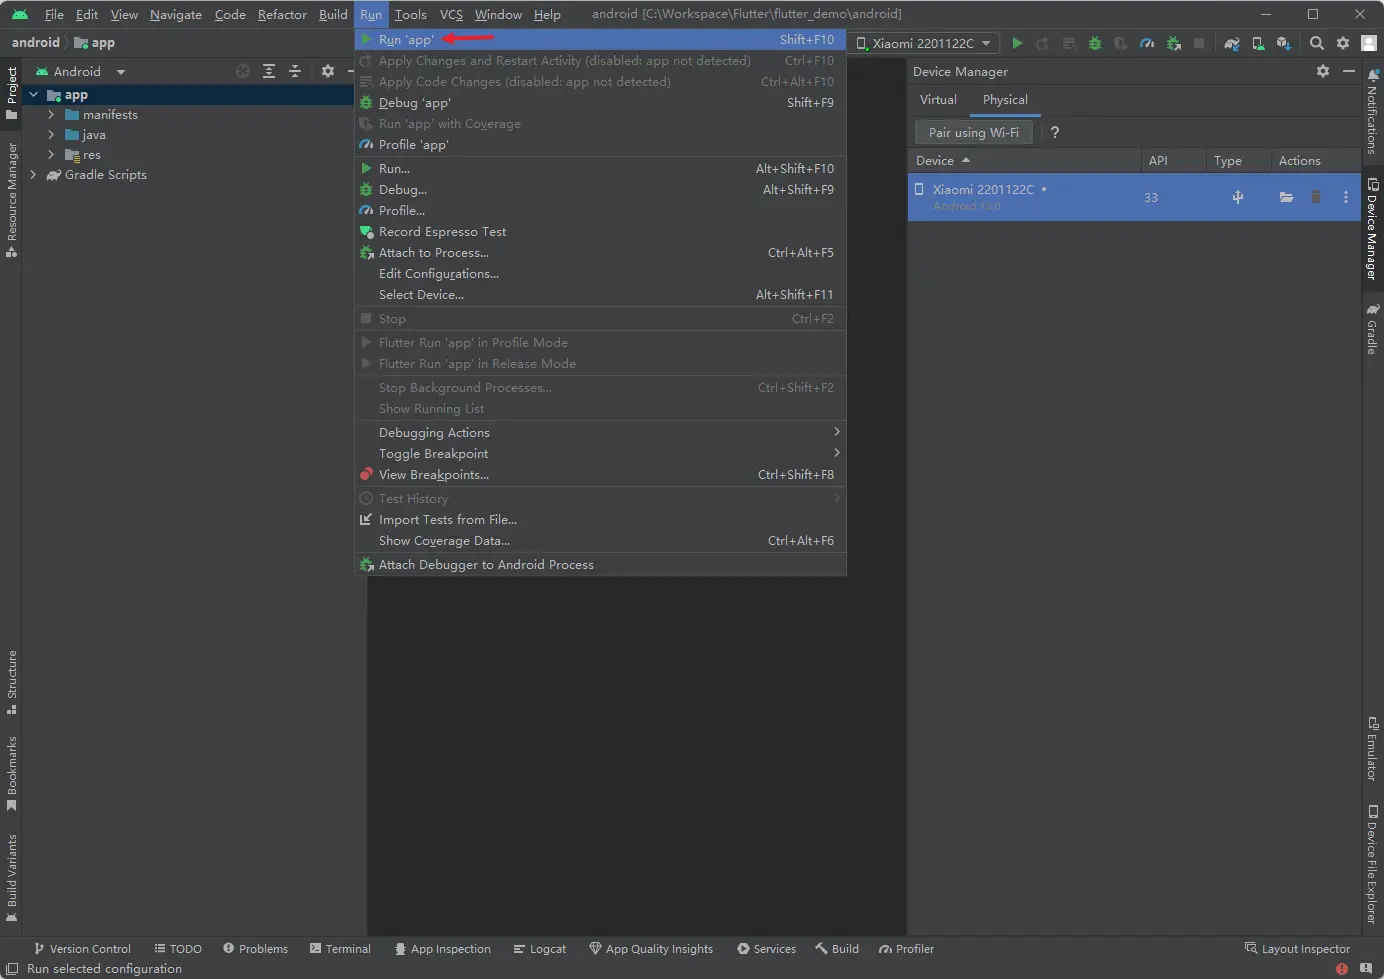 File Edit View Navigate Code Refactor Build Run Tools VCS Window Help android [C:\Workspace\Flutter\flutter_demo\android]
android app
Xiaomi 2201122C
Android
Project
app
manifests
java
res
Gradle Scripts
Resource Manager
Structure
Bookmarks
Build Variants
Run 'app' Shift+F10
Apply Changes and Restart Activity (disabled: app not detected) Ctrl+F10
Apply Code Changes (disabled: app not detected) Ctrl+Alt+F10
Debug 'app' Shift+F9
Run 'app' with Coverage
Profile 'app'
Run... Alt+Shift+F10
Debug... Alt+Shift+F9
Profile...
Record Espresso Test
Attach to Process... Ctrl+Alt+F5
Edit Configurations...
Select Device... Alt+Shift+F11
Stop Ctrl+F2
Flutter Run 'app' in Profile Mode
Flutter Run 'app' in Release Mode
Stop Background Processes... Ctrl+Shift+F2
Show Running List
Debugging Actions
Toggle Breakpoint
View Breakpoints... Ctrl+Shift+F8
Test History
Import Tests from File...
Show Coverage Data... Ctrl+Alt+F6
Attach Debugger to Android Process
Device Manager
Virtual Physical
Pair using Wi-Fi ?
Device API Type Actions
Xiaomi 2201122C 33
Android 13.0
Notifications
Device Manager
Gradle
Emulator
Device File Explorer
Version Control TODO Problems Terminal App Inspection Logcat App Quality Insights Services Build Profiler Layout Inspector
Run selected configuration